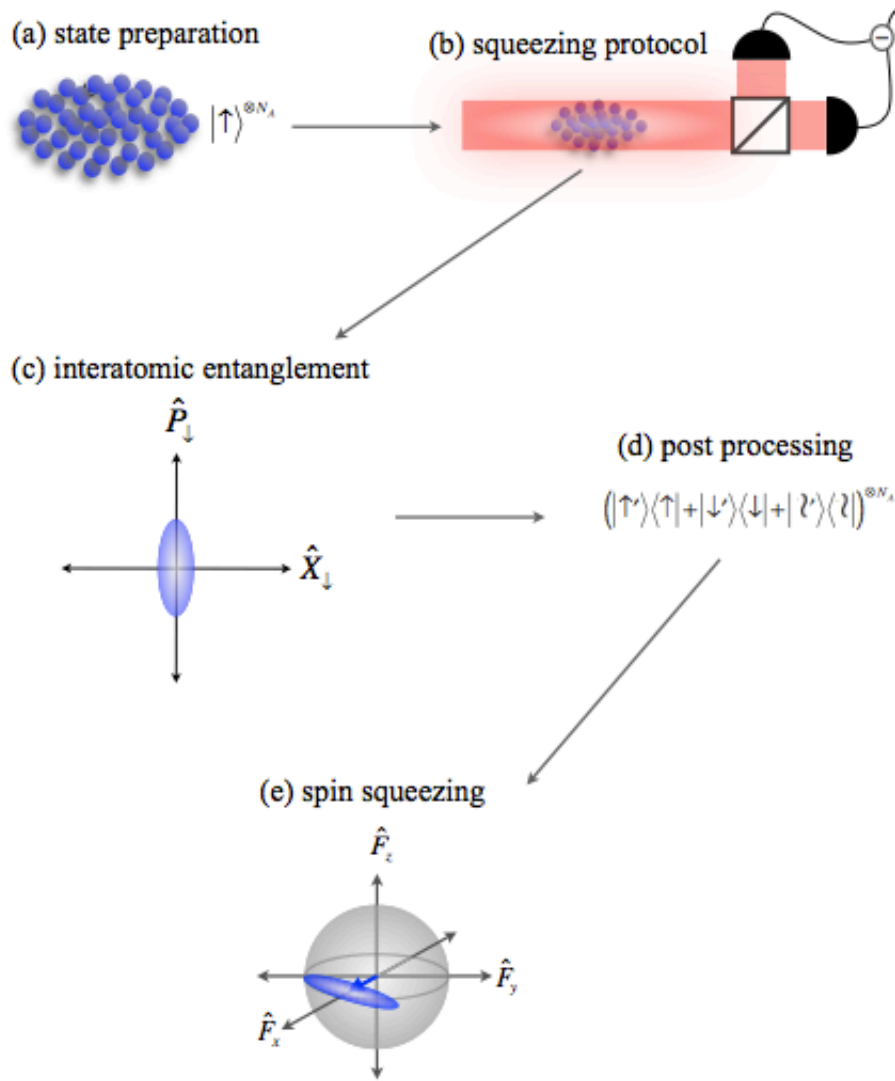 (a) state preparation
|↑⟩^{⊗N_A}
(b) squeezing protocol
−
(c) interatomic entanglement
P̂↓
X̂↓
(d) post processing
(|↑′⟩⟨↑|+|↓′⟩⟨↓|+|≀′⟩⟨≀|)^{⊗N_A}
(e) spin squeezing
F̂_z
F̂_y
F̂_x